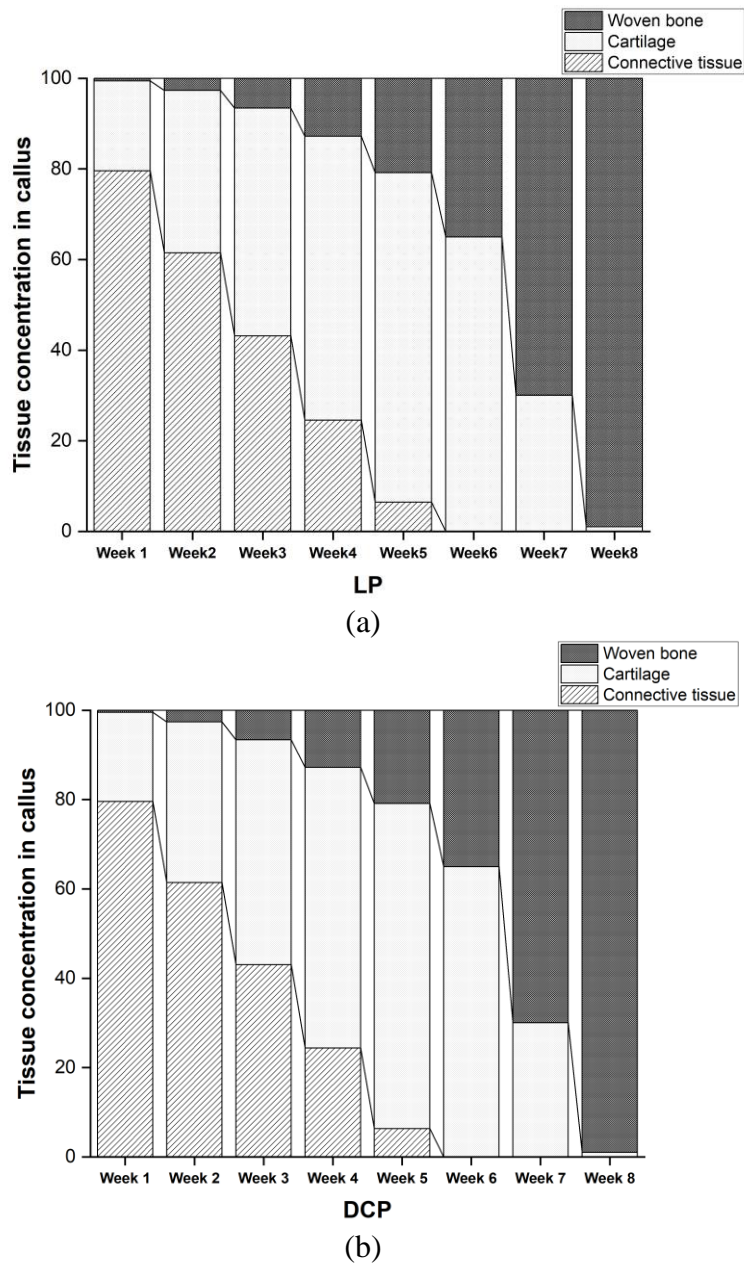 Woven bone
Cartilage
Connective tissue
100
80
60
40
20
0
Tissue concentration in callus
Week 1 Week2 Week3 Week4 Week5 Week6 Week7 Week8
LP
(a)
Woven bone
Cartilage
Connective tissue
100
80
60
40
20
0
Tissue concentration in callus
Week 1 Week 2 Week 3 Week 4 Week 5 Week 6 Week 7 Week 8
DCP
(b)